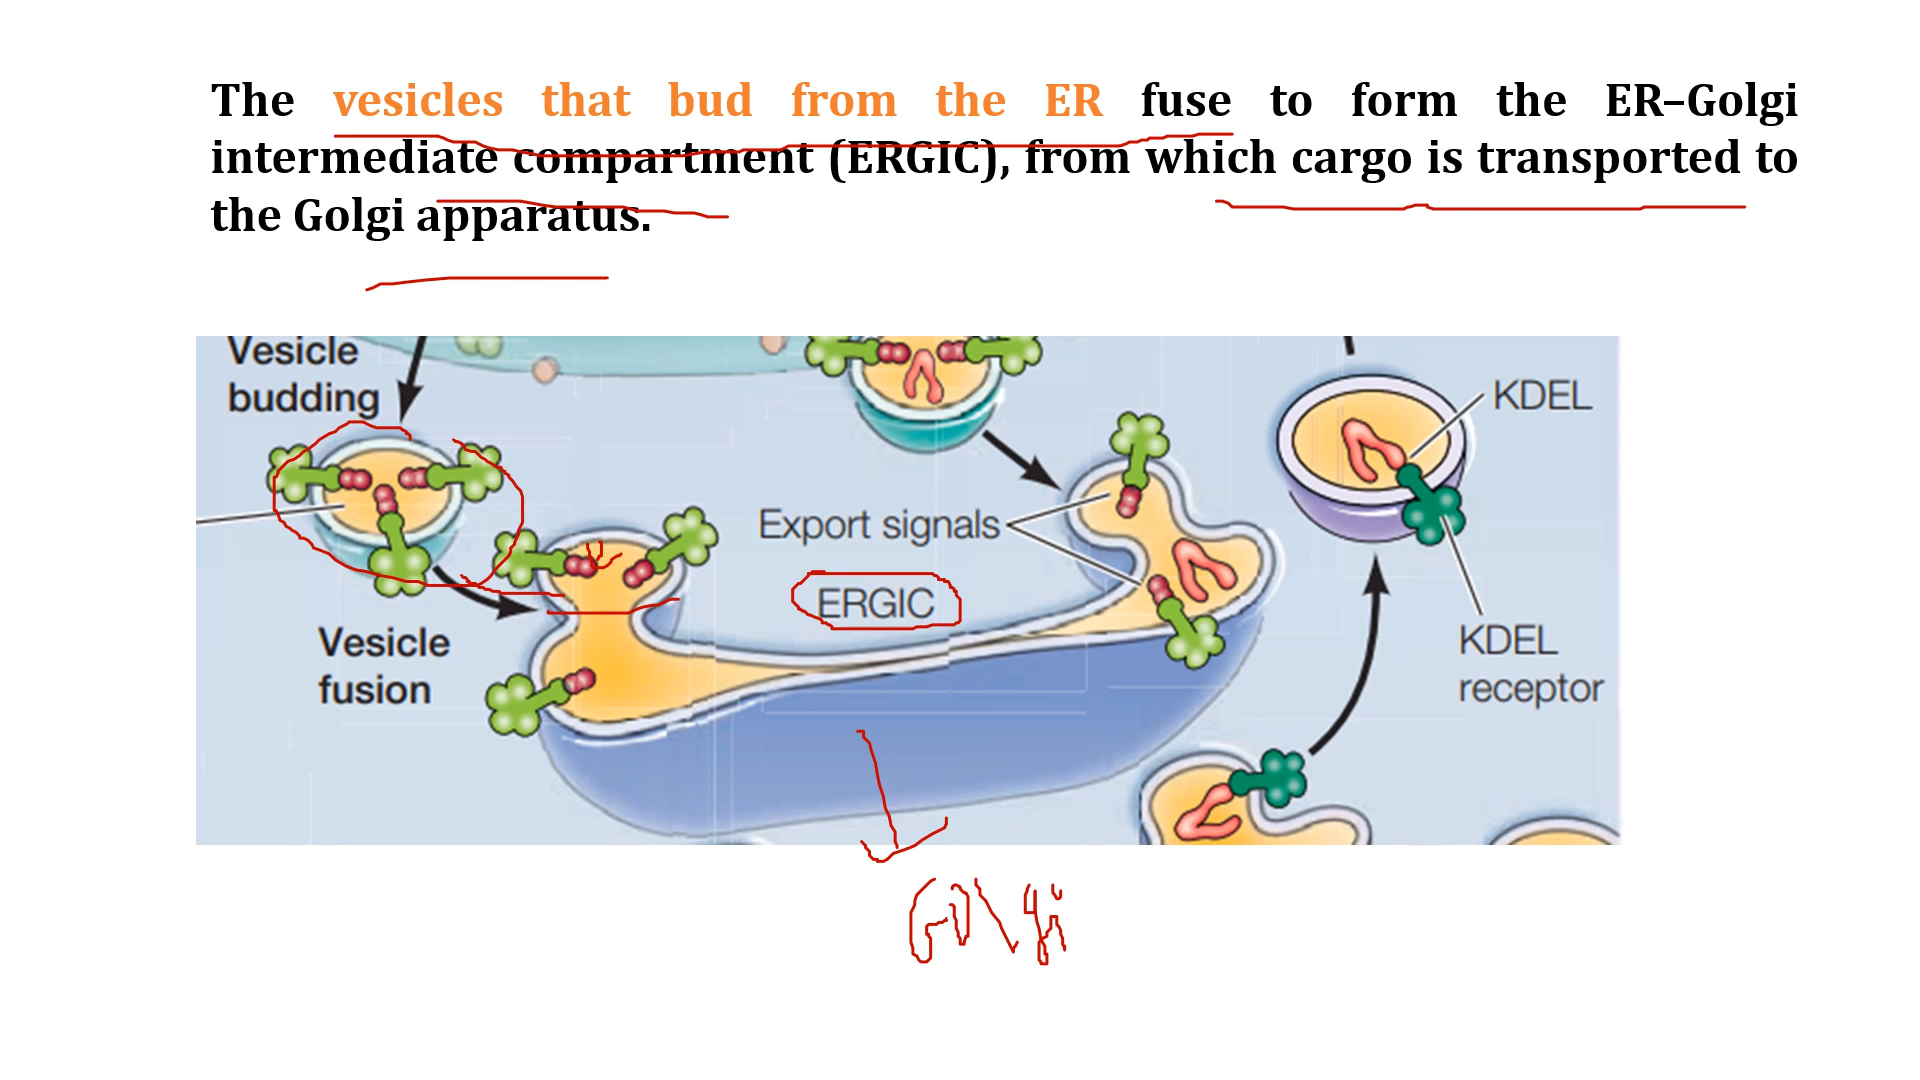 The vesicles that bud from the ER fuse to form the ER–Golgi
intermediate compartment (ERGIC), from which cargo is transported to
the Golgi apparatus.
Vesicle
budding
KDEL
Export signals
ERGIC
Vesicle
fusion
KDEL
receptor
Golgi